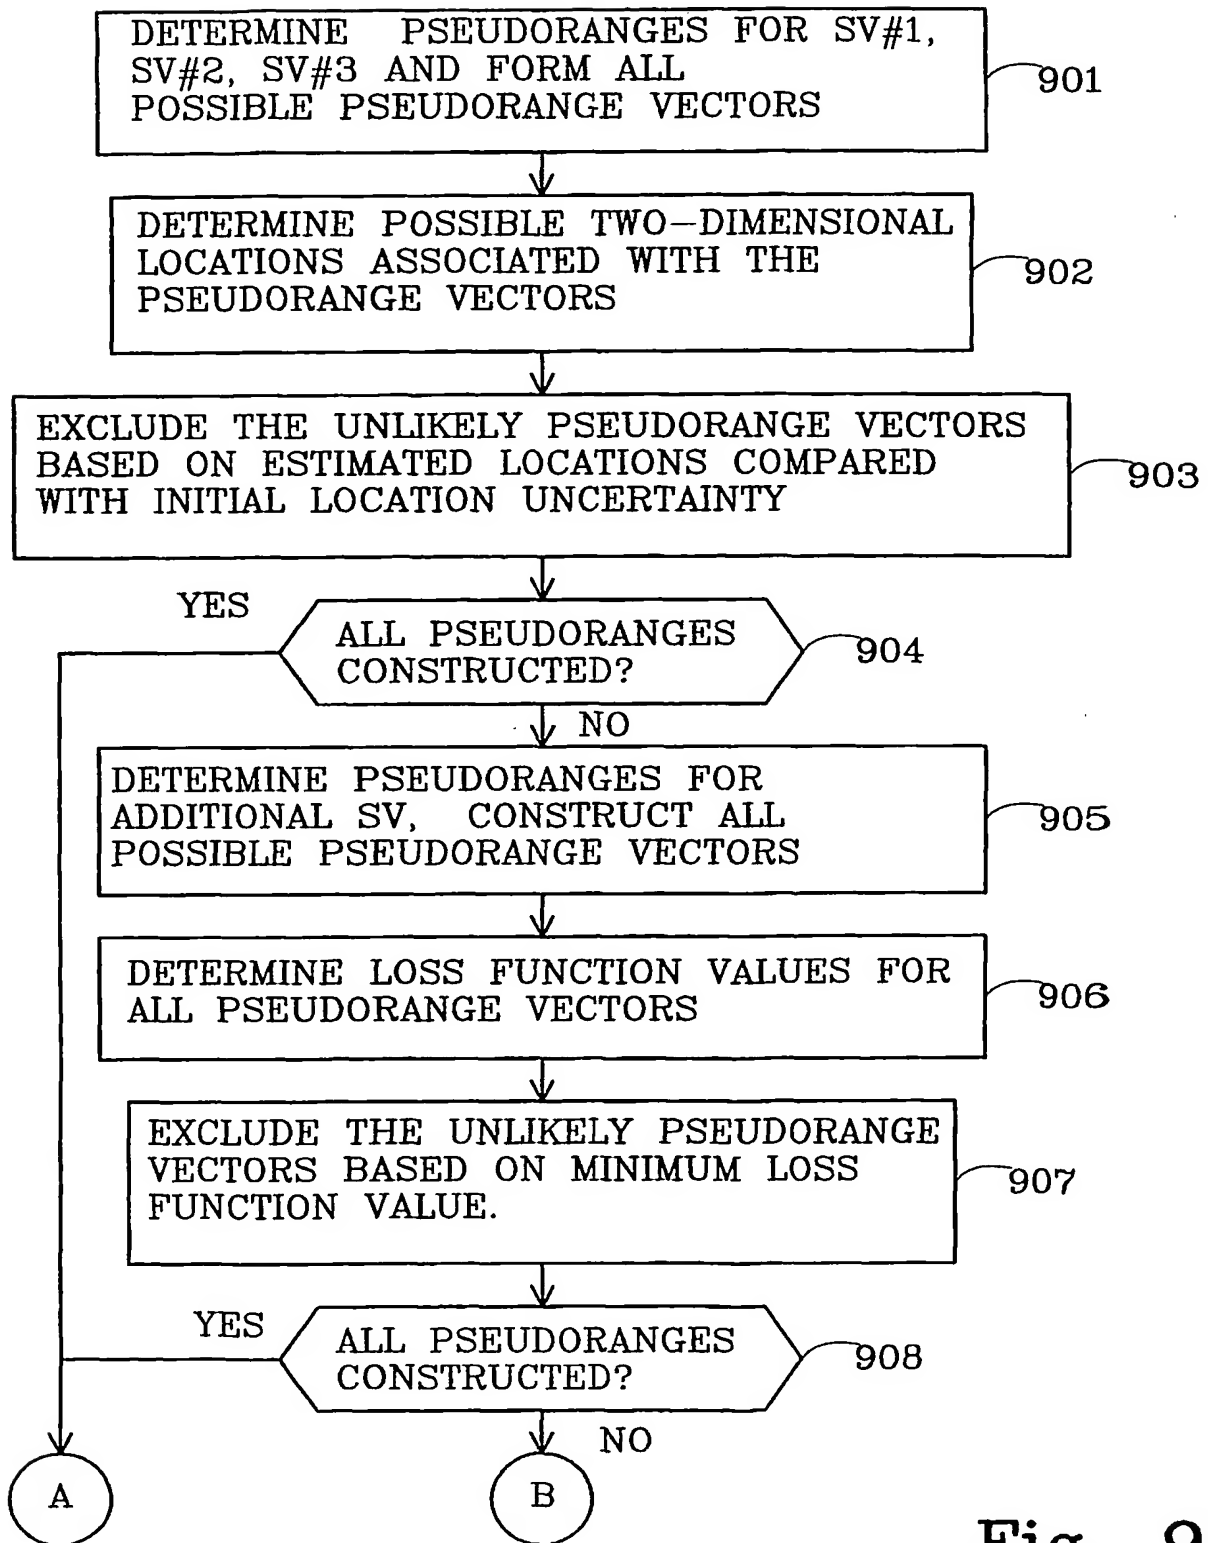 DETERMINE PSEUDORANGES FOR SV#1,
SV#2, SV#3 AND FORM ALL
POSSIBLE PSEUDORANGE VECTORS
901
DETERMINE POSSIBLE TWO-DIMENSIONAL
LOCATIONS ASSOCIATED WITH THE
PSEUDORANGE VECTORS
902
EXCLUDE THE UNLIKELY PSEUDORANGE VECTORS
BASED ON ESTIMATED LOCATIONS COMPARED
WITH INITIAL LOCATION UNCERTAINTY
903
YES
ALL PSEUDORANGES
CONSTRUCTED?
904
NO
DETERMINE PSEUDORANGES FOR
ADDITIONAL SV, CONSTRUCT ALL
POSSIBLE PSEUDORANGE VECTORS
905
DETERMINE LOSS FUNCTION VALUES FOR
ALL PSEUDORANGE VECTORS
906
EXCLUDE THE UNLIKELY PSEUDORANGE
VECTORS BASED ON MINIMUM LOSS
FUNCTION VALUE.
907
YES
ALL PSEUDORANGES
CONSTRUCTED?
908
NO
A
B
Fig. 9